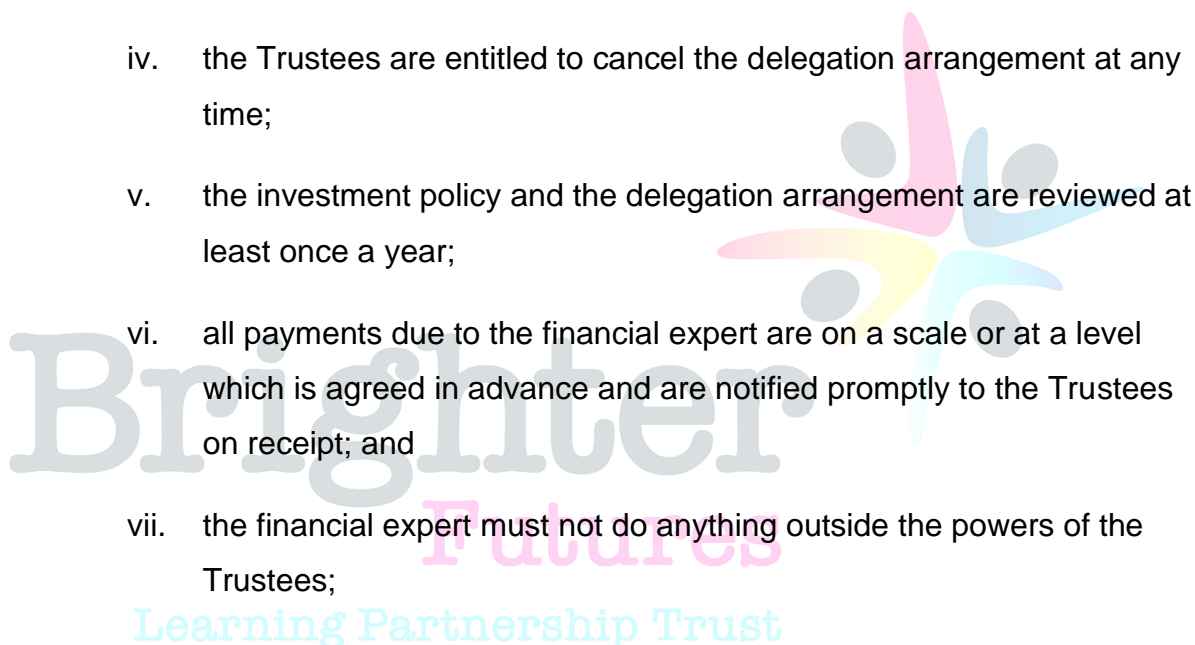 iv. the Trustees are entitled to cancel the delegation arrangement at any
time;
v. the investment policy and the delegation arrangement are reviewed at
least once a year;
vi. all payments due to the financial expert are on a scale or at a level
which is agreed in advance and are notified promptly to the Trustees
on receipt; and
vii. the financial expert must not do anything outside the powers of the
Trustees;
Brighter
Futures
Learning Partnership Trust